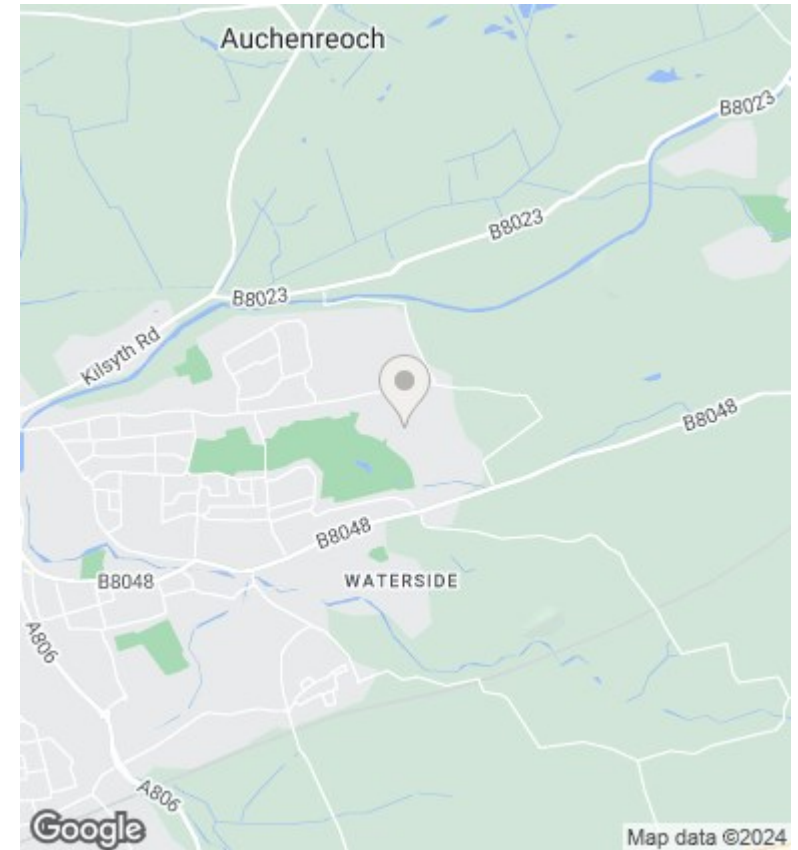 Auchenreoch
B8023
B8023
B8023
Kilsyth Rd
B8048
B8048
WATERSIDE
B8048
A806
A806
Google
Map data ©2024